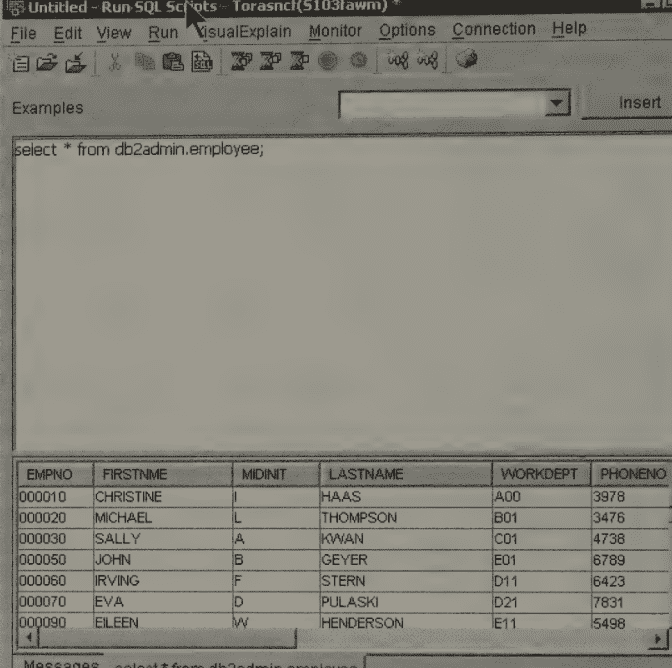 Untitled - Run SQL Scripts - Torasncf(S103fawm) *
File Edit View Run VisualExplain Monitor Options Connection Help
Examples Insert
select * from db2admin.employee;
EMPNO FIRSTNME MIDINIT LASTNAME WORKDEPT PHONENO
000010 CHRISTINE I HAAS A00 3978
000020 MICHAEL L THOMPSON B01 3476
000030 SALLY A KWAN C01 4738
000050 JOHN B GEYER E01 6789
000060 IRVING F STERN D11 6423
000070 EVA D PULASKI D21 7831
000090 EILEEN W HENDERSON E11 5498
Messages select * from db2admin.employee